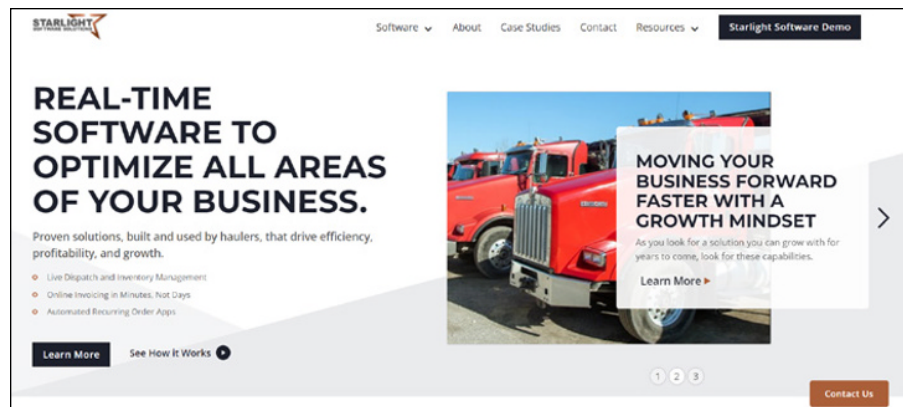 STARLIGHT
SOFTWARE SOLUTIONS
Software About Case Studies Contact Resources Starlight Software Demo
REAL-TIME
SOFTWARE TO
OPTIMIZE ALL AREAS
OF YOUR BUSINESS.
Proven solutions, built and used by haulers, that drive efficiency,
profitability, and growth.
Live Dispatch and Inventory Management
Online Invoicing in Minutes, Not Days
Automated Recurring Order Apps
Learn More See How it Works
MOVING YOUR
BUSINESS FORWARD
FASTER WITH A
GROWTH MINDSET
As you look for a solution you can grow with for
years to come, look for these capabilities.
Learn More
1 2 3
Contact Us